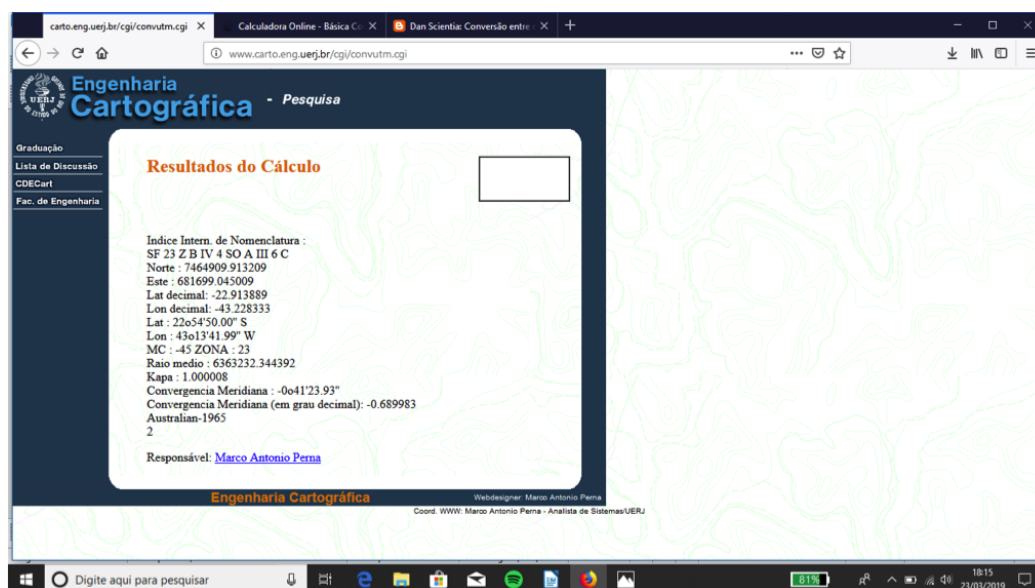 carto.eng.uerj.br/cgi/convutm.cgi
Calculadora Online - Básica Co
Dan Scientia: Conversão entre
www.carto.eng.uerj.br/cgi/convutm.cgi
Engenharia
Cartográfica - Pesquisa
Graduação
Lista de Discussão
CDECart
Fac. de Engenharia
Resultados do Cálculo
Indice Intern. de Nomenclatura :
SF 23 Z B IV 4 SO A III 6 C
Norte : 7464909.913209
Este : 681699.045009
Lat decimal: -22.913889
Lon decimal: -43.228333
Lat : 22o54'50.00" S
Lon : 43o13'41.99" W
MC : -45 ZONA : 23
Raio medio : 6363232.344392
Kapa : 1.000008
Convergencia Meridiana : -0o41'23.93"
Convergencia Meridiana (em grau decimal): -0.689983
Australian-1965
2
Responsável: Marco Antonio Perna
Engenharia Cartográfica
Webdesigner: Marco Antonio Perna
Coord. WWW: Marco Antonio Perna - Analista de Sistemas/UERJ
Digite aqui para pesquisar
81%
18:15
23/03/2019